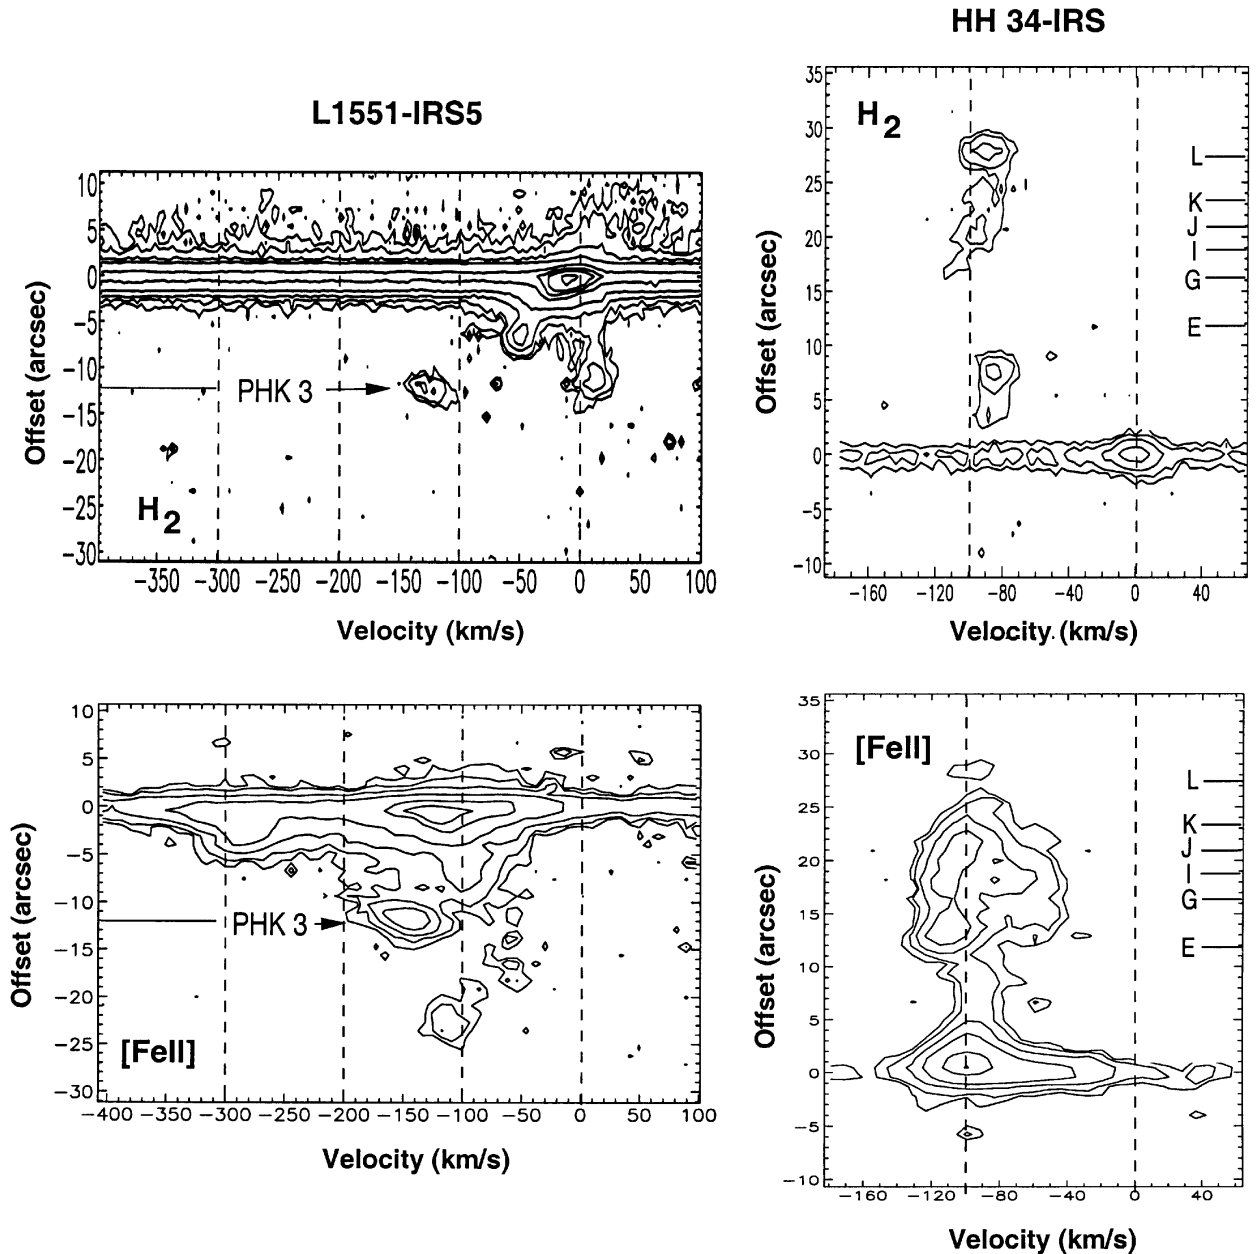 HH 34-IRS
L1551-IRS5
H2
10
5
0
−5
−10
−15
−20
−25
−30
Offset (arcsec)
PHK 3
−350 −300 −250 −200 −150 −100 −50 0 50 100
Velocity (km/s)
H2
35
30
25
20
15
10
5
0
−5
−10
Offset (arcsec)
L
K
J
I
G
E
−160 −120 −80 −40 0 40
Velocity (km/s)
10
5
0
−5
−10
−15
−20
−25
−30
Offset (arcsec)
PHK 3
[FeII]
−400 −350 −300 −250 −200 −150 −100 −50 0 50 100
Velocity (km/s)
[FeII]
35
30
25
20
15
10
5
0
−5
−10
Offset (arcsec)
L
K
J
I
G
E
−160 −120 −80 −40 0 40
Velocity (km/s)